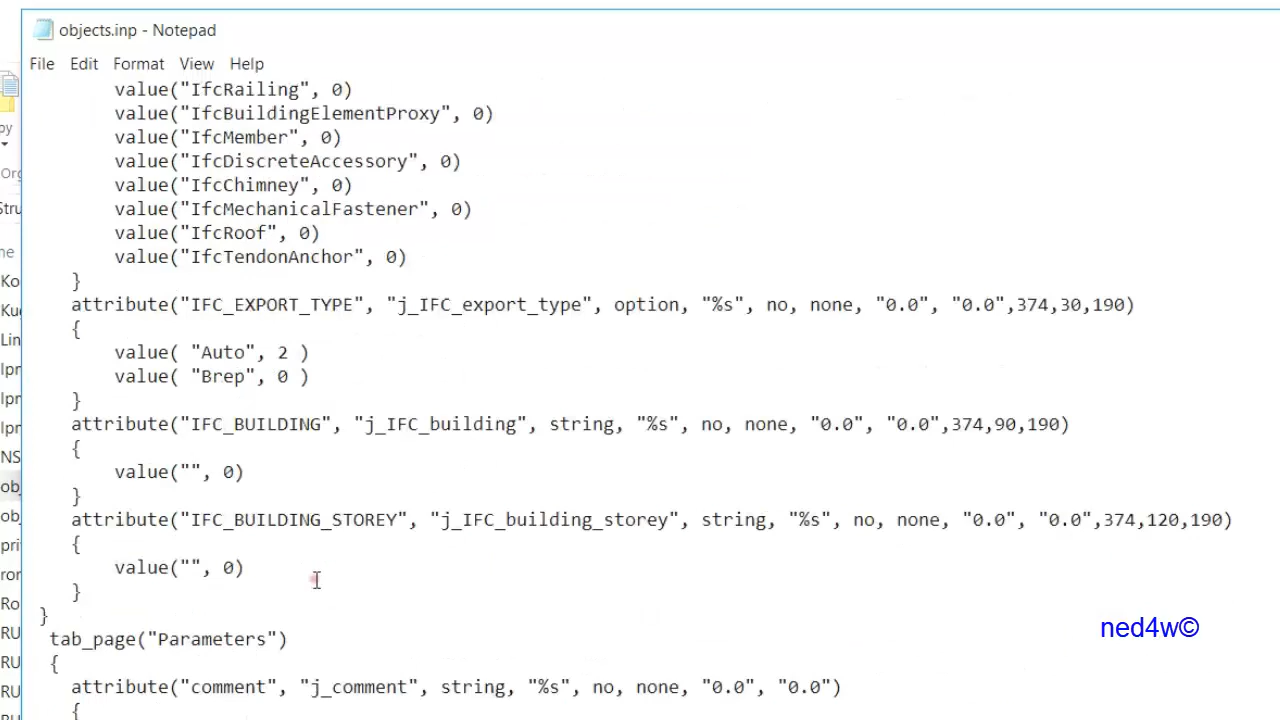 objects.inp - Notepad
File Edit Format View Help
value("IfcRailing", 0)
value("IfcBuildingElementProxy", 0)
value("IfcMember", 0)
value("IfcDiscreteAccessory", 0)
value("IfcChimney", 0)
value("IfcMechanicalFastener", 0)
value("IfcRoof", 0)
value("IfcTendonAnchor", 0)
}
attribute("IFC_EXPORT_TYPE", "j_IFC_export_type", option, "%s", no, none, "0.0", "0.0",374,30,190)
{
value( "Auto", 2 )
value( "Brep", 0 )
}
attribute("IFC_BUILDING", "j_IFC_building", string, "%s", no, none, "0.0", "0.0",374,90,190)
{
value("", 0)
}
attribute("IFC_BUILDING_STOREY", "j_IFC_building_storey", string, "%s", no, none, "0.0", "0.0",374,120,190)
{
value("", 0)
}
}
tab_page("Parameters")
{
attribute("comment", "j_comment", string, "%s", no, none, "0.0", "0.0")
{
ned4w©